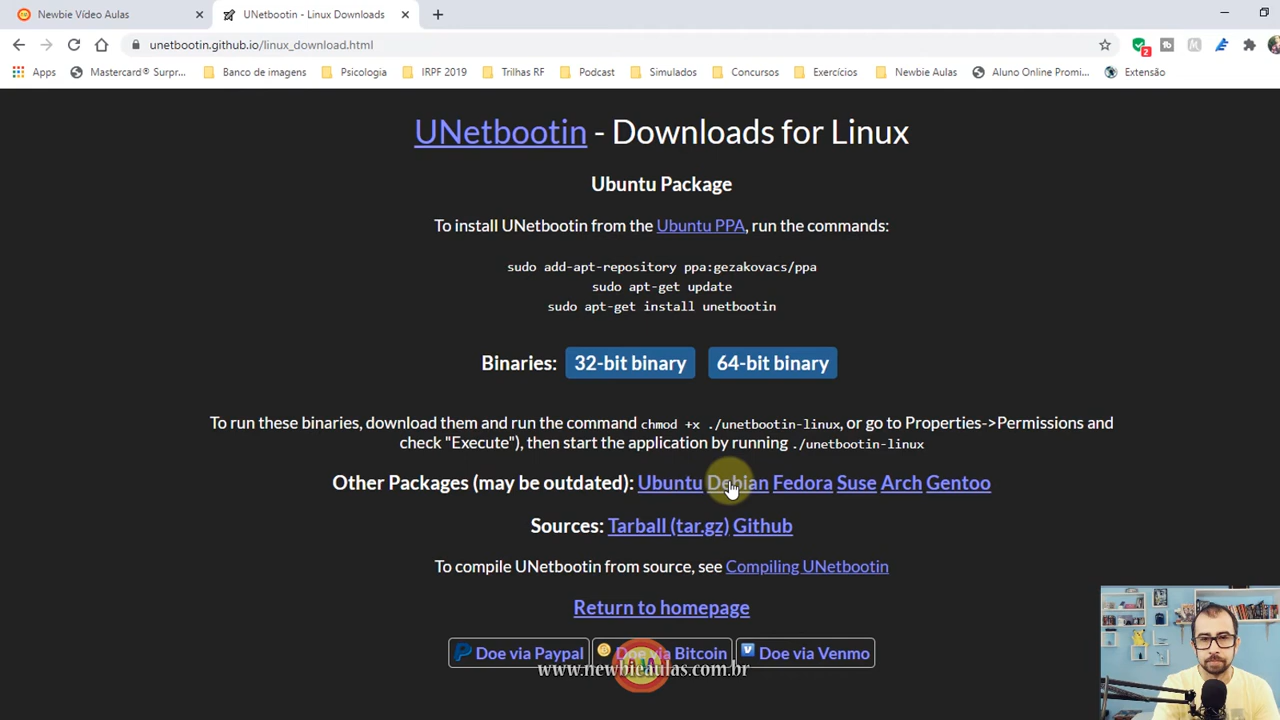 Newbie Vídeo Aulas
UNetbootin - Linux Downloads
unetbootin.github.io/linux_download.html
2
Apps
Mastercard® Surpr...
Banco de imagens
Psicologia
IRPF 2019
Trilhas RF
Podcast
Simulados
Concursos
Exercícios
Newbie Aulas
Aluno Online Promi...
Extensão
UNetbootin - Downloads for Linux
Ubuntu Package
To install UNetbootin from the Ubuntu PPA, run the commands:
sudo add-apt-repository ppa:gezakovacs/ppa
sudo apt-get update
sudo apt-get install unetbootin
Binaries: 32-bit binary 64-bit binary
To run these binaries, download them and run the command chmod +x ./unetbootin-linux, or go to Properties->Permissions and
check "Execute"), then start the application by running ./unetbootin-linux
Other Packages (may be outdated): Ubuntu Debian Fedora Suse Arch Gentoo
Sources: Tarball (tar.gz) Github
To compile UNetbootin from source, see Compiling UNetbootin
Return to homepage
Doe via Paypal Doe via Bitcoin Doe via Venmo
www.newbieaulas.com.br